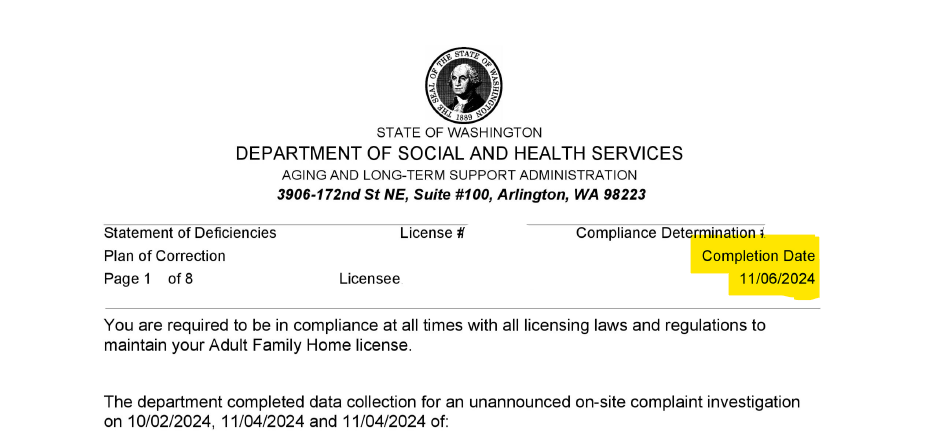 THE SEAL OF THE STATE OF WASHINGTON
1889
STATE OF WASHINGTON
DEPARTMENT OF SOCIAL AND HEALTH SERVICES
AGING AND LONG-TERM SUPPORT ADMINISTRATION
3906-172nd St NE, Suite #100, Arlington, WA 98223
Statement of Deficiencies License # Compliance Determination
Plan of Correction Completion Date
Page 1 of 8 Licensee 11/06/2024
You are required to be in compliance at all times with all licensing laws and regulations to
maintain your Adult Family Home license.
The department completed data collection for an unannounced on-site complaint investigation
on 10/02/2024, 11/04/2024 and 11/04/2024 of: